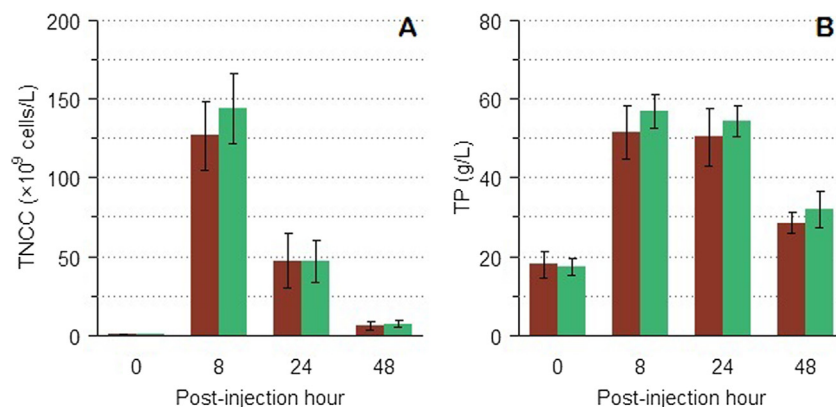 A
TNCC (×10⁹ cells/L)
200
150
100
50
0
0 8 24 48
Post-injection hour
B
TP (g/L)
80
60
40
20
0
0 8 24 48
Post-injection hour